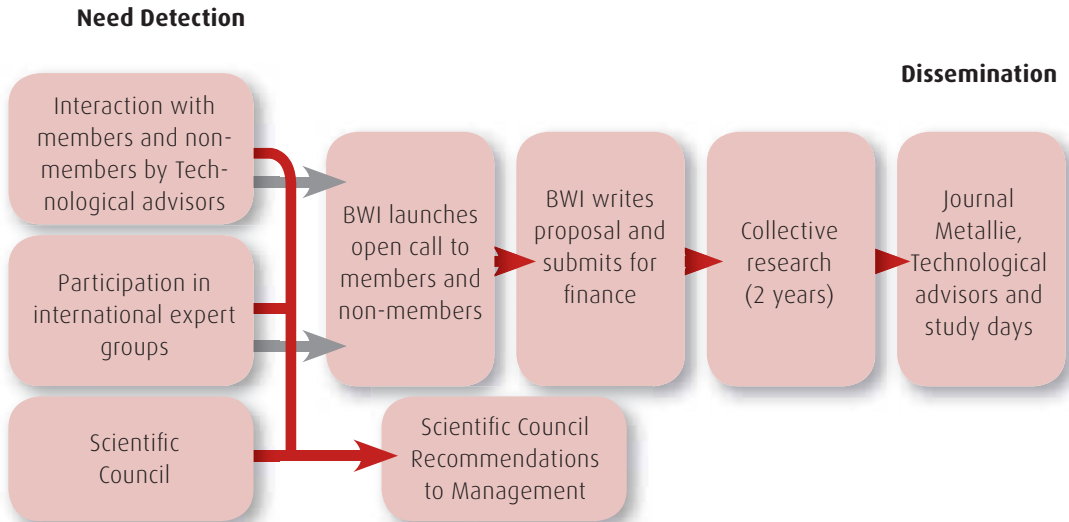 Need Detection
Dissemination
Interaction with
members and non-
members by Tech-
nological advisors
Participation in
international expert
groups
Scientific
Council
BWI launches
open call to
members and
non-members
BWI writes
proposal and
submits for
finance
Collective
research
(2 years)
Journal
Metallie,
Technological
advisors and
study days
Scientific Council
Recommendations
to Management